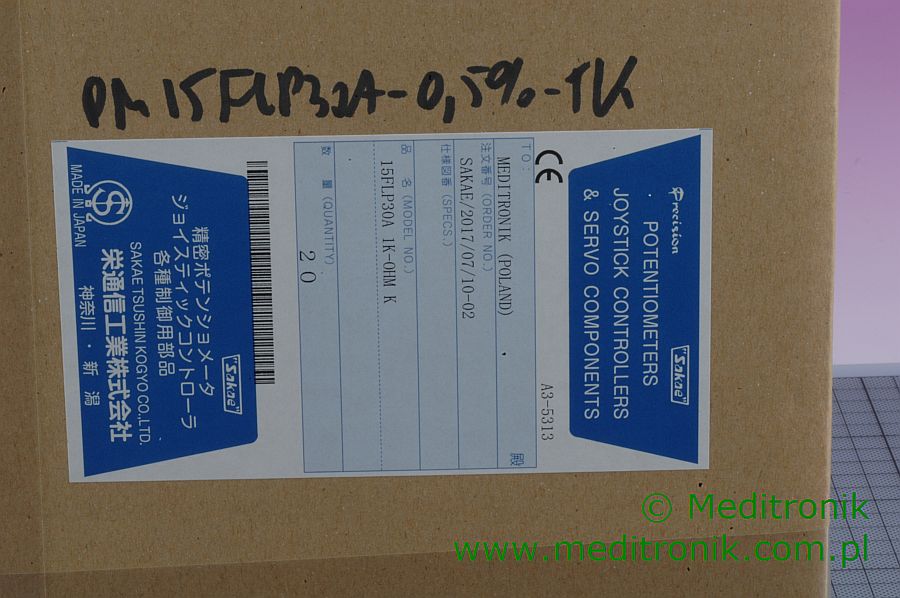 PM 15FLP30A-0,5%-1K
Sakae
Precision
POTENTIOMETERS
JOYSTICK CONTROLLERS
& SERVO COMPONENTS
CE
A3-5313
TO:
殿
MEDITRONIK (POLAND)
注文番号 (ORDER NO.)
SAKAE/2017/07/10-02
仕様図番 (SPECS.)
品 名 (MODEL NO.)
15FLP30A 1K-OHM K
数 量 (QUANTITY)
20
Sakae
精密ポテンショメータ
ジョイスティックコントローラ
各種制御用部品
SAKAE TSUSHIN KOGYO CO.,LTD.
栄通信工業株式会社
神奈川・新潟
MADE IN JAPAN
© Meditronik
www.meditronik.com.pl